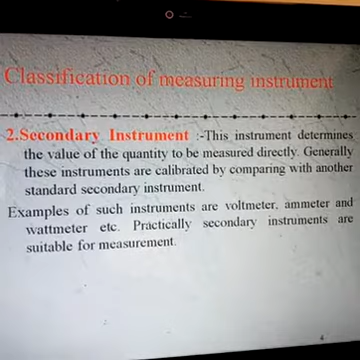 Classification of measuring instrument
2.Secondary Instrument :-This instrument determines
the value of the quantity to be measured directly. Generally
these instruments are calibrated by comparing with another
standard secondary instrument.
Examples of such instruments are voltmeter, ammeter and
wattmeter etc. Practically secondary instruments are
suitable for measurement.
4